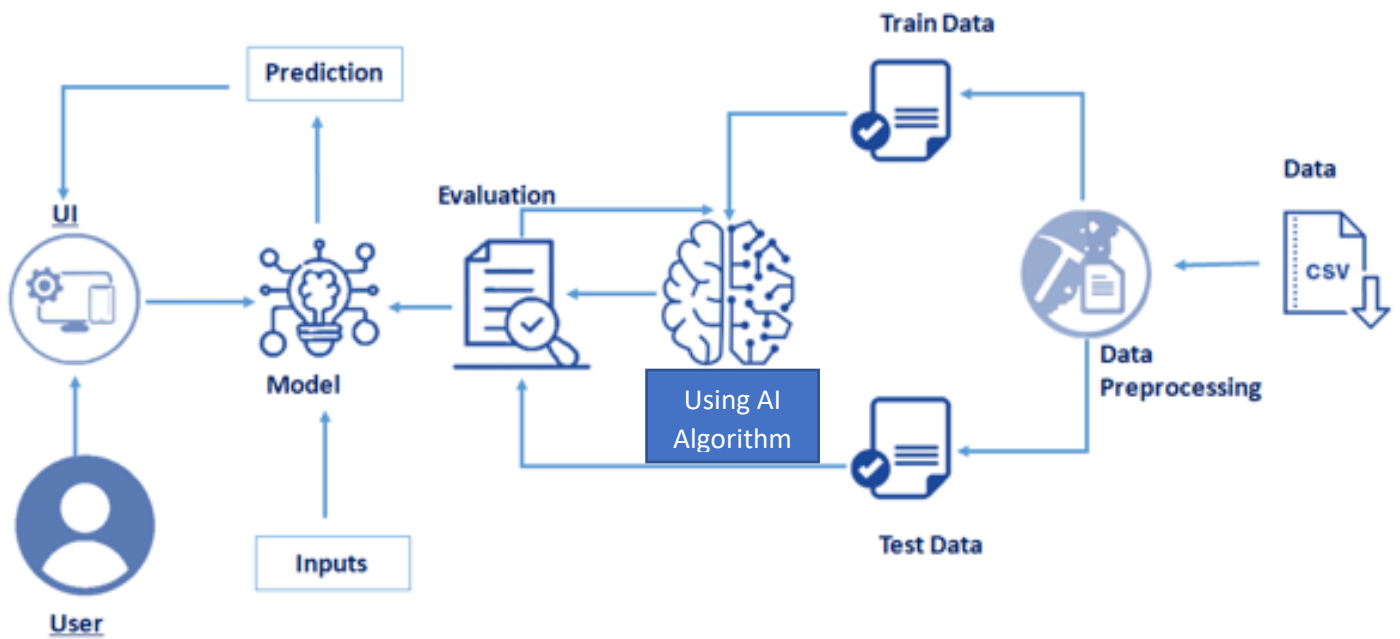 Train Data
Prediction
Data
Evaluation
UI
CSV
Data
Preprocessing
Model
Using AI
Algorithm
Test Data
Inputs
User